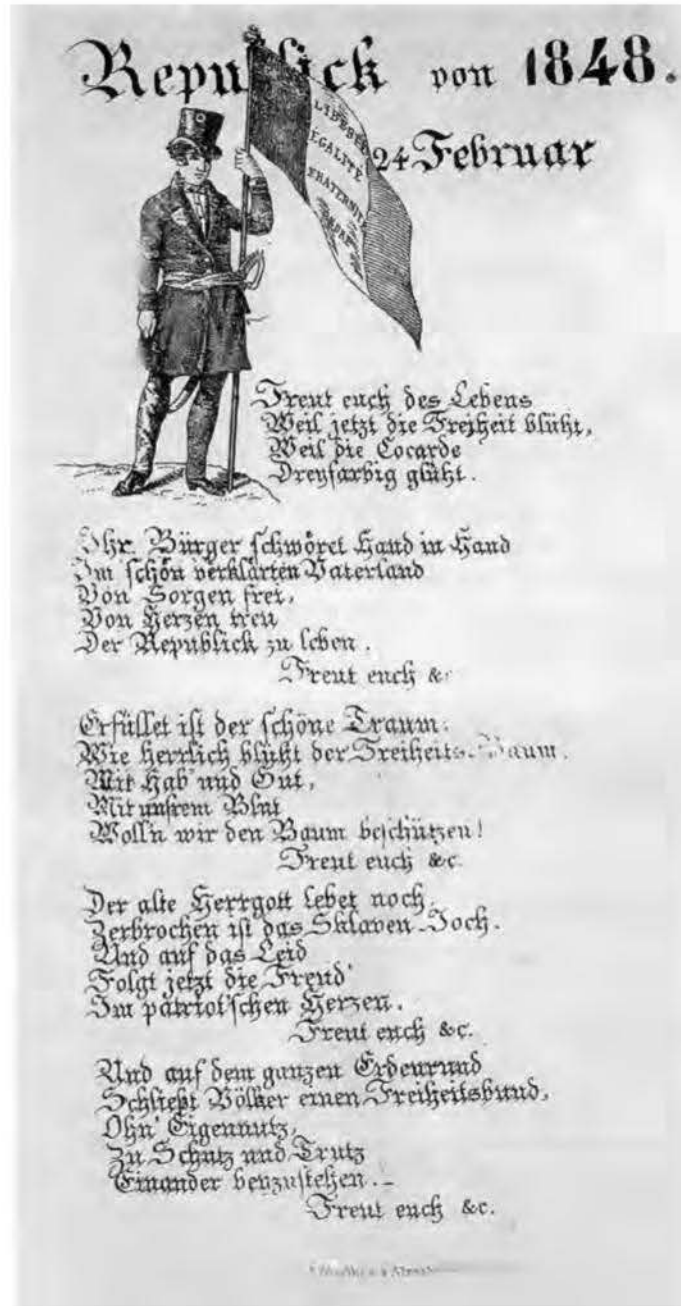 Republick von 1848.
24 Februar
LIBERTÉ
ÉGALITÉ
FRATERNITÉ
Freut euch des Lebens
Weil jetzt die Freiheit blüht,
Weil die Cocarde
Dreyfarbig glüht.
Ihr Bürger schwöret Hand in Hand
Im schön verklärten Vaterland
Von Sorgen frei,
Von Herzen treu
Der Republick zu leben.
Freut euch &c
Erfüllet ist der schöne Traum:
Wie herrlich blüht der Freiheits-Baum.
Mit Hab' und Gut,
Mit unsrem Blut
Woll'n wir den Baum beschützen!
Freut euch &c.
Der alte Herrgott lebet noch,
Zerbrochen ist das Sklaven-Joch.
Und auf das Leid
Folgt jetzt die Freud'
Im patriot'schen Herzen.
Freut euch &c.
Und auf dem ganzen Erdenrund
Schließt Völker einen Freiheitsbund,
Ohn' Eigennutz,
Zu Schutz und Trutz
Einander beyzustehen.-
Freut euch &c.